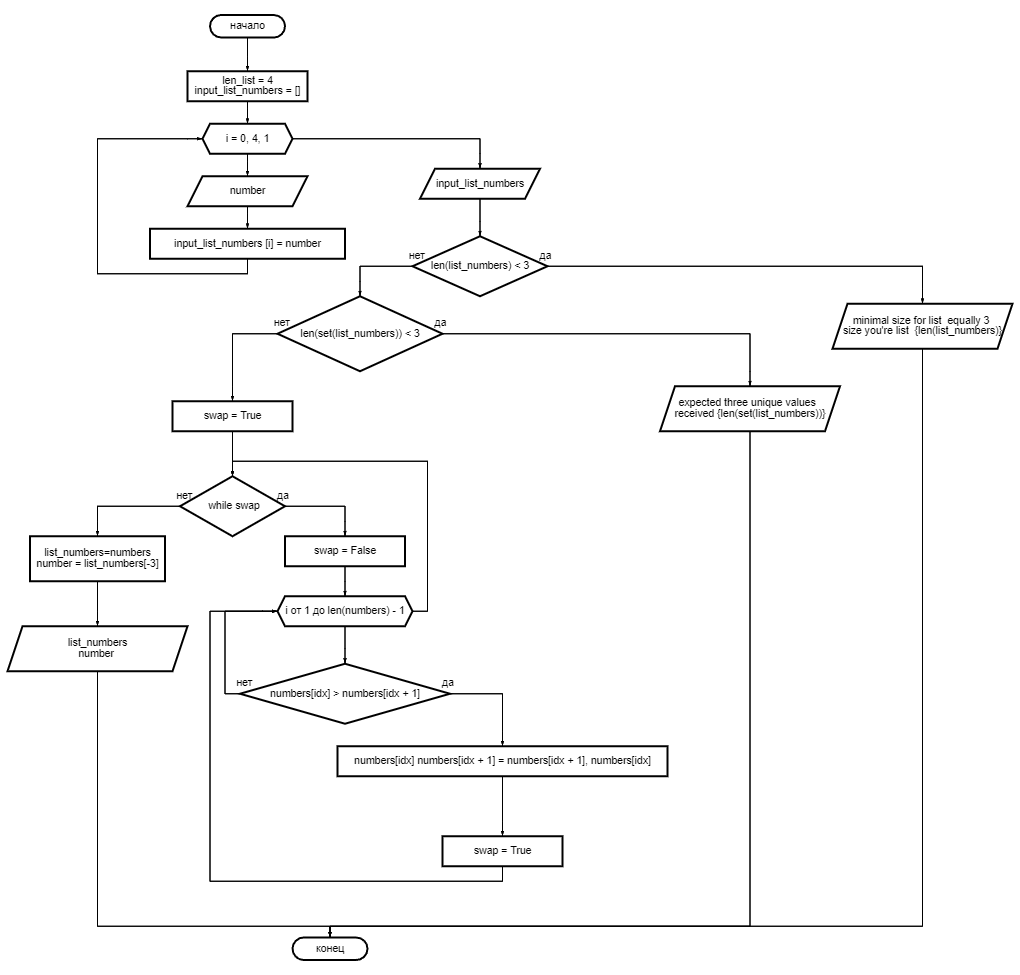 начало
len_list = 4
input_list_numbers = []
i = 0, 4, 1
number
input_list_numbers [i] = number
input_list_numbers
нет
len(list_numbers) < 3
да
нет
len(set(list_numbers)) < 3
да
minimal size for list equally 3
size you're list {len(list_numbers)}
expected three unique values
received {len(set(list_numbers))}
swap = True
нет
while swap
да
list_numbers=numbers
number = list_numbers[-3]
swap = False
i от 1 до len(numbers) - 1
list_numbers
number
нет
numbers[idx] > numbers[idx + 1]
да
numbers[idx] numbers[idx + 1] = numbers[idx + 1], numbers[idx]
swap = True
конец